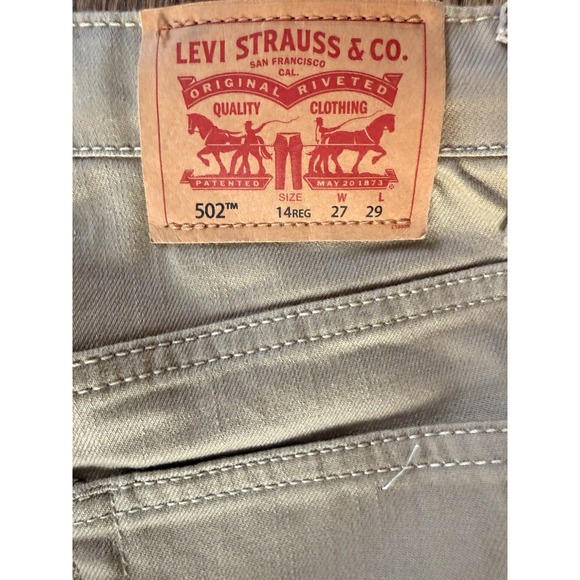 LEVI STRAUSS & CO.
SAN FRANCISCO
CAL.
ORIGINAL RIVETED
QUALITY CLOTHING
PATENTED MAY 20 1873 ®
SIZE W L
502™ 14REG 27 29